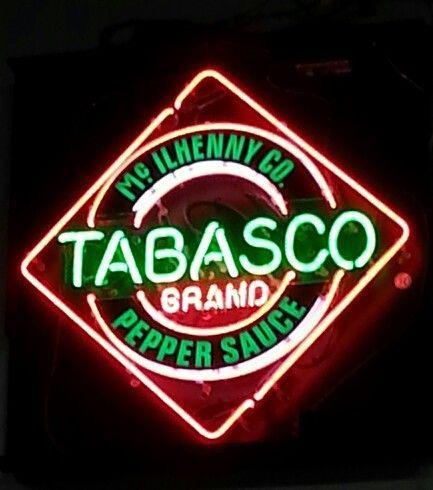 Mc ILHENNY CO.
TABASCO
BRAND
PEPPER SAUCE
®